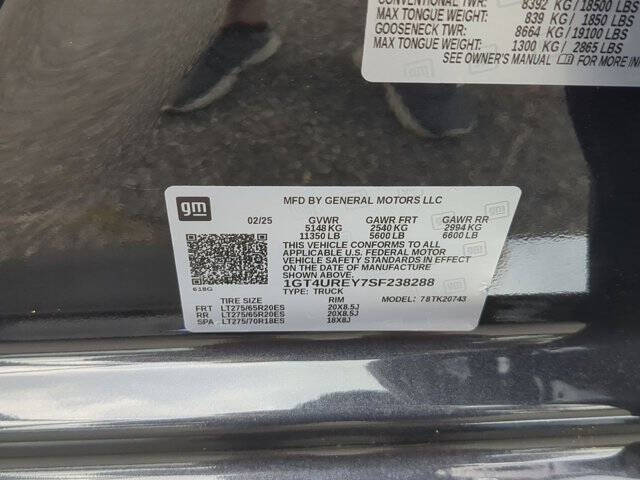 CONVENTIONAL TWR: 8392 KG / 18500 LBS
MAX TONGUE WEIGHT: 839 KG / 1850 LBS
GOOSENECK TWR: 8664 KG / 19100 LBS
MAX TONGUE WEIGHT: 1300 KG / 2865 LBS
SEE OWNER'S MANUAL FOR MORE
gm
MFD BY GENERAL MOTORS LLC
02/25 GVWR GAWR FRT GAWR RR
5148 KG 2540 KG 2994 KG
11350 LB 5600 LB 6600 LB
THIS VEHICLE CONFORMS TO ALL
APPLICABLE U.S. FEDERAL MOTOR
VEHICLE SAFETY STANDARDS IN
EFFECT ON THE DATE OF MANUFACTURE
SHOWN ABOVE.
1GT4UREY7SF238288
618G
TYPE: TRUCK MODEL: 78TK20743
TIRE SIZE RIM
FRT LT275/65R20ES 20X8.5J
RR LT275/65R20ES 20X8.5J
SPA LT275/70R18ES 18X8J